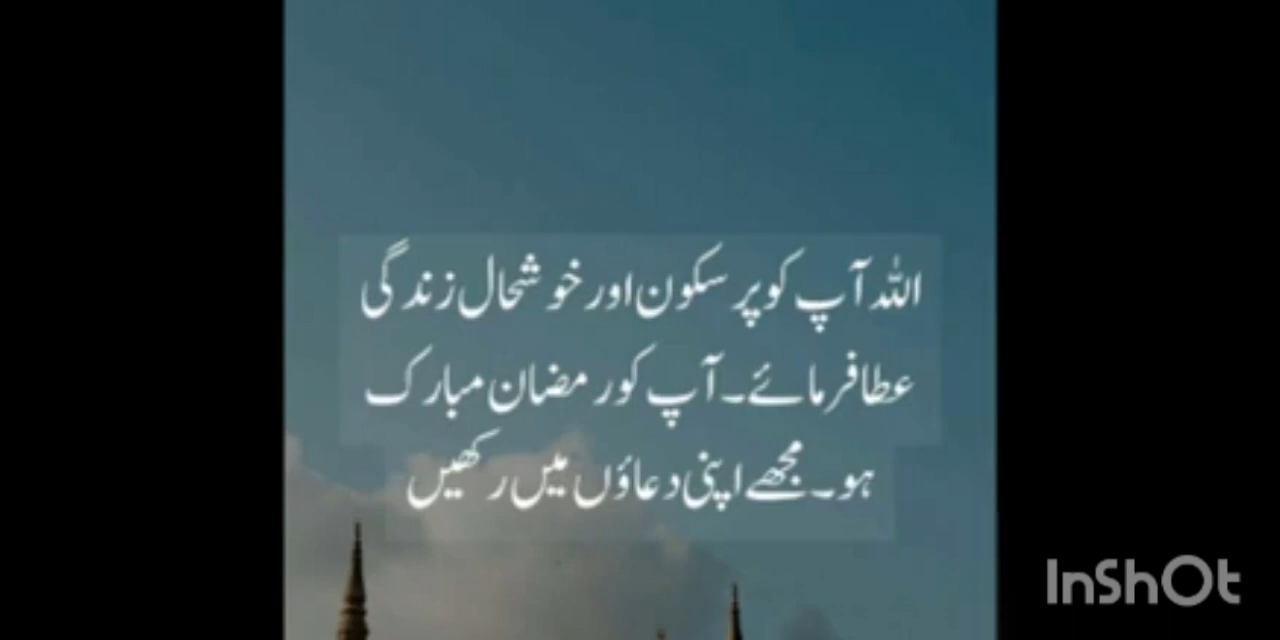 اللہ آپ کو پر سکون اور خوشحال زندگی
عطا فرمائے۔ آپ کو رمضان مبارک
ہو۔ مجھے اپنی دعاؤں میں رکھیں
InShOt